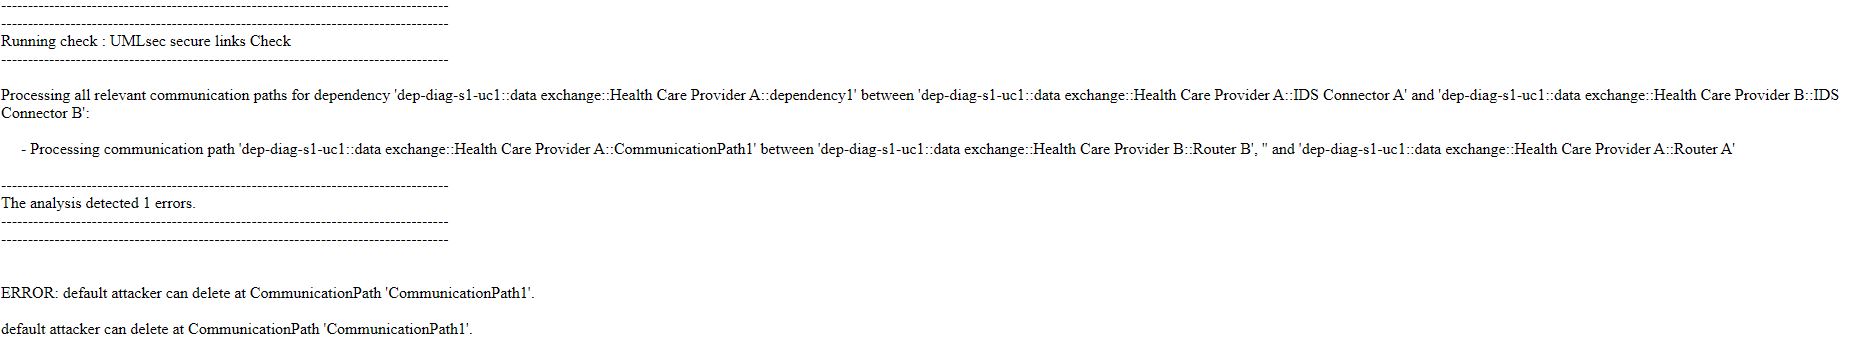 -----------------------------------------------------------------------------------
-----------------------------------------------------------------------------------
Running check : UMLsec secure links Check
-----------------------------------------------------------------------------------
Processing all relevant communication paths for dependency 'dep-diag-s1-uc1::data exchange::Health Care Provider A::dependency1' between 'dep-diag-s1-uc1::data exchange::Health Care Provider A::IDS Connector A' and 'dep-diag-s1-uc1::data exchange::Health Care Provider B::IDS
Connector B':
- Processing communication path 'dep-diag-s1-uc1::data exchange::Health Care Provider A::CommunicationPath1' between 'dep-diag-s1-uc1::data exchange::Health Care Provider B::Router B', '' and 'dep-diag-s1-uc1::data exchange::Health Care Provider A::Router A'
-----------------------------------------------------------------------------------
The analysis detected 1 errors.
-----------------------------------------------------------------------------------
-----------------------------------------------------------------------------------
ERROR: default attacker can delete at CommunicationPath 'CommunicationPath1'.
default attacker can delete at CommunicationPath 'CommunicationPath1'.